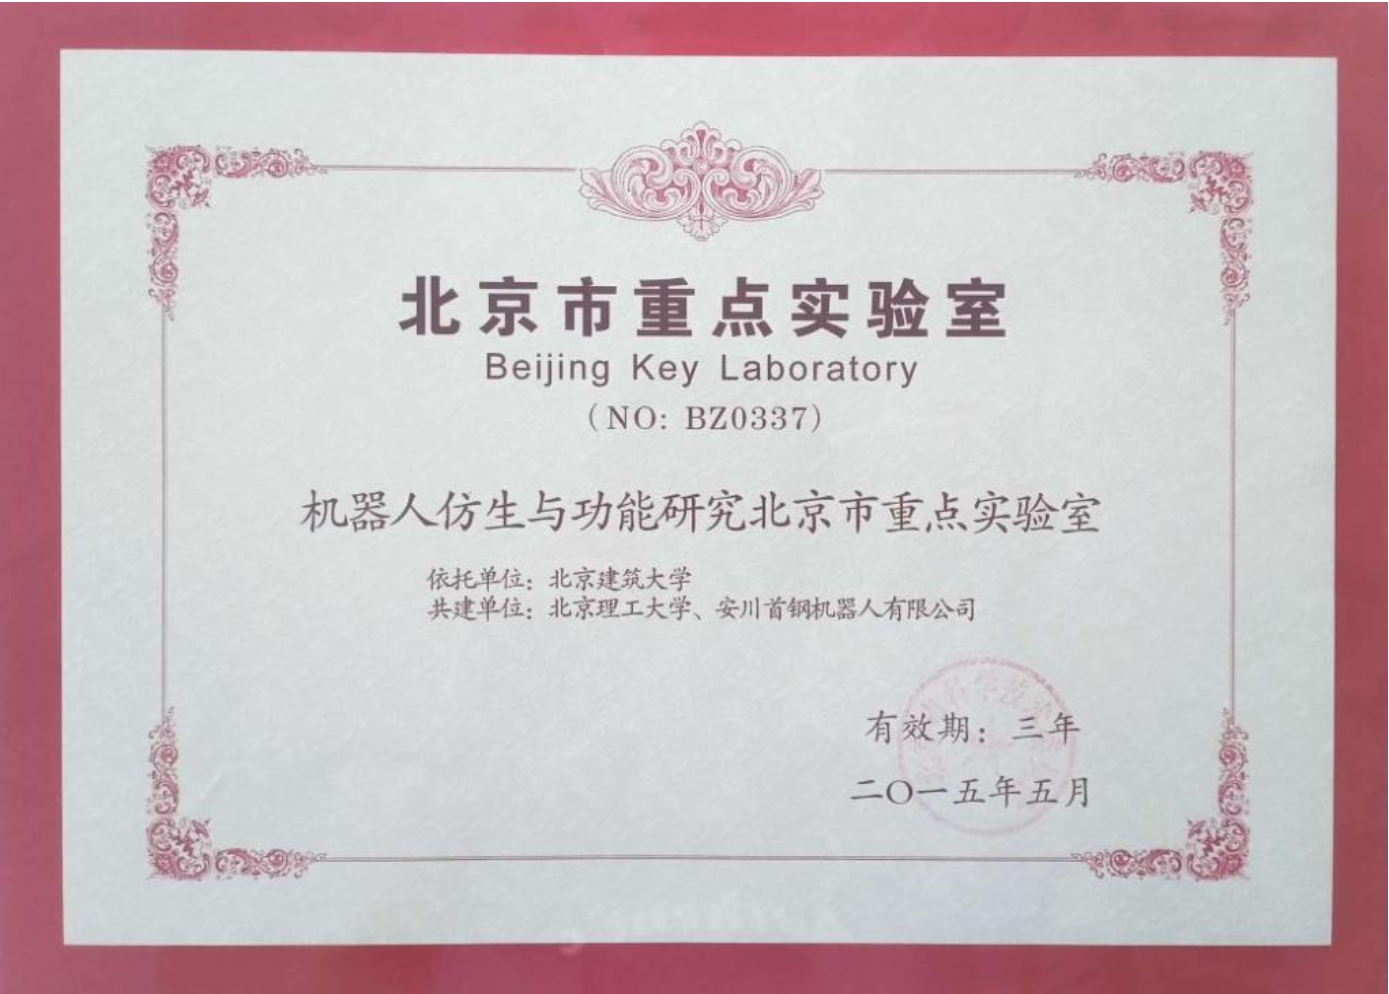 北京市重点实验室
Beijing Key Laboratory
(NO: BZ0337)
机器人仿生与功能研究北京市重点实验室
依托单位：北京建筑大学
共建单位：北京理工大学、安川首钢机器人有限公司
有效期：三年
二〇一五年五月